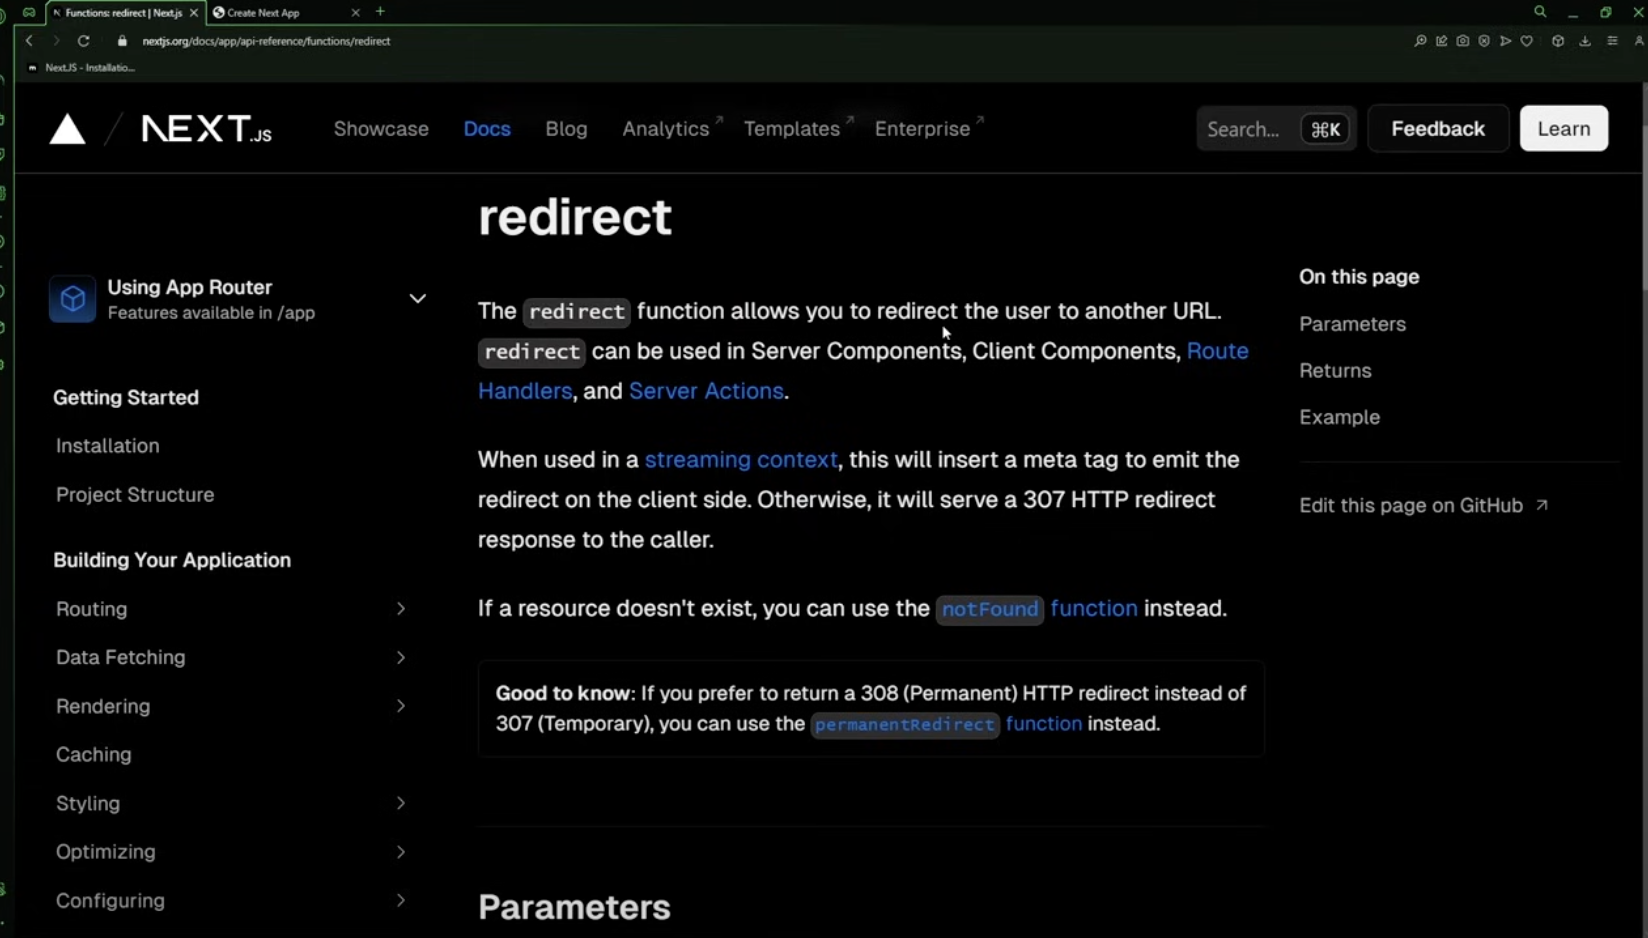 Functions: redirect | Next.js
Create Next App
nextjs.org/docs/app/api-reference/functions/redirect
Next.JS - Installatio...
NEXT.JS
Showcase
Docs
Blog
Analytics
Templates
Enterprise
Search...
⌘K
Feedback
Learn
Using App Router
Features available in /app
Getting Started
Installation
Project Structure
Building Your Application
Routing
Data Fetching
Rendering
Caching
Styling
Optimizing
Configuring
redirect
The redirect function allows you to redirect the user to another URL.
redirect can be used in Server Components, Client Components, Route
Handlers, and Server Actions.
When used in a streaming context, this will insert a meta tag to emit the
redirect on the client side. Otherwise, it will serve a 307 HTTP redirect
response to the caller.
If a resource doesn't exist, you can use the notFound function instead.
Good to know: If you prefer to return a 308 (Permanent) HTTP redirect instead of
307 (Temporary), you can use the permanentRedirect function instead.
Parameters
On this page
Parameters
Returns
Example
Edit this page on GitHub